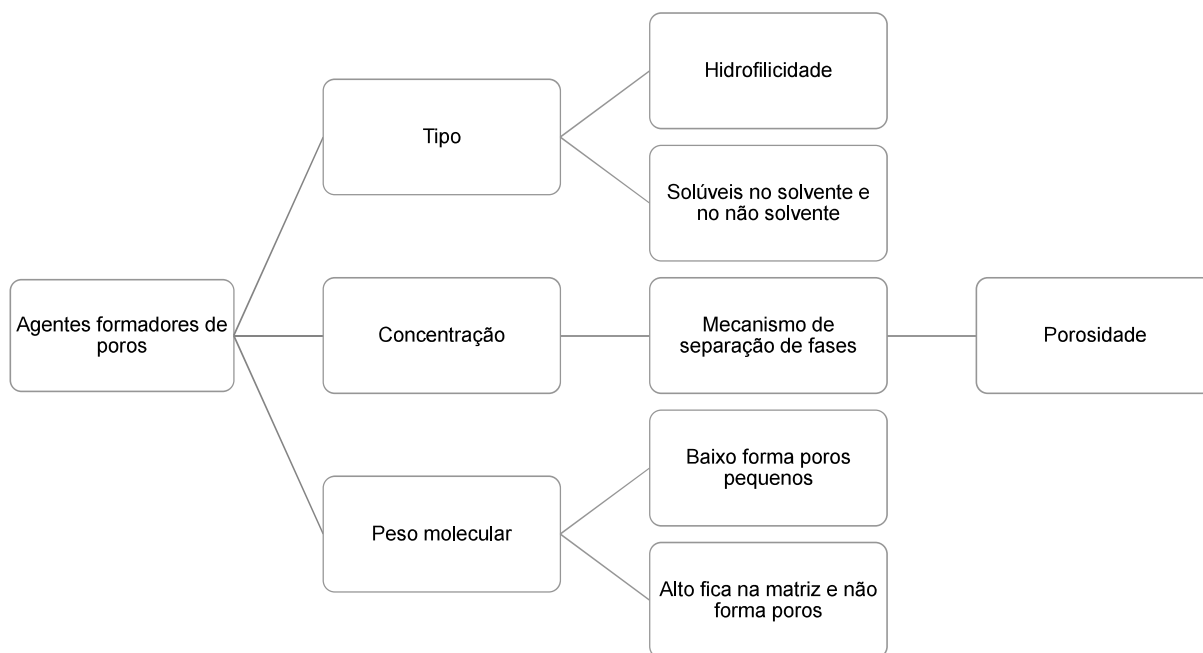 Agentes formadores de
poros
Tipo
Hidrofilicidade
Solúveis no solvente e
no não solvente
Concentração
Mecanismo de
separação de fases
Porosidade
Peso molecular
Baixo forma poros
pequenos
Alto fica na matriz e não
forma poros